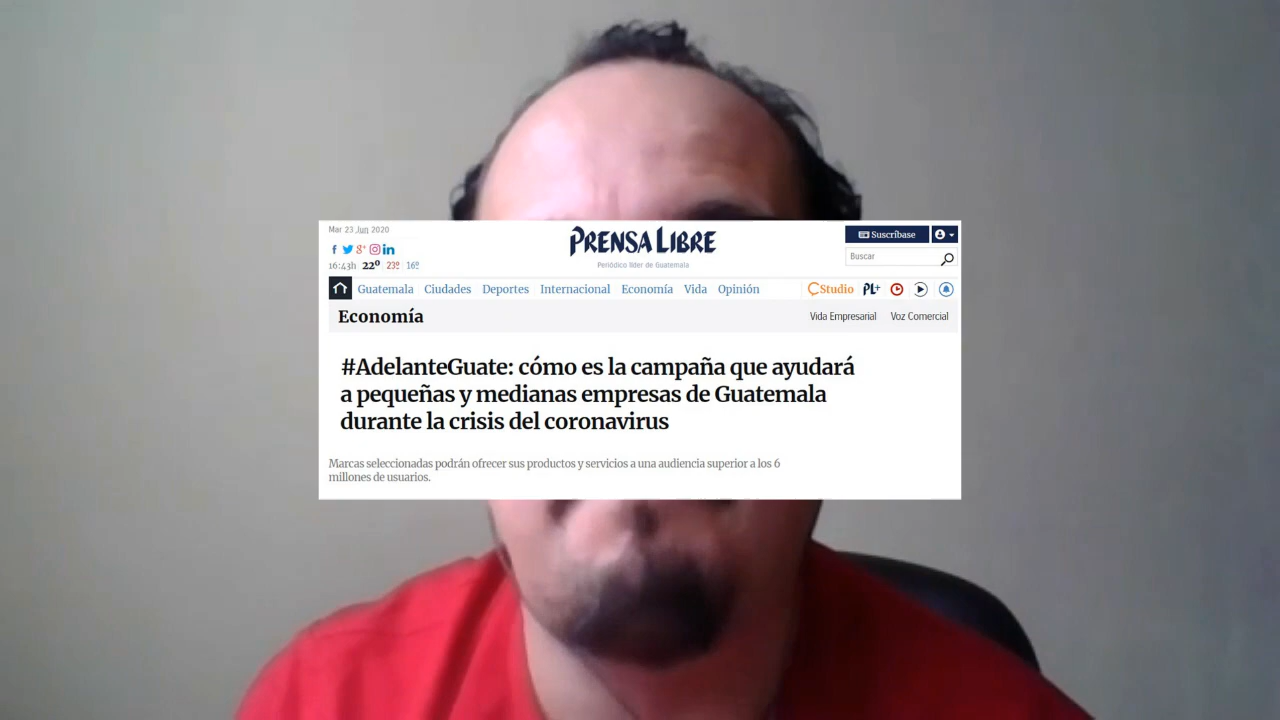 Mar 23 Jun 2020
PRENSA LIBRE
Periódico líder de Guatemala
Suscríbase
16:43h 22º 23º 16º
Buscar
Guatemala Ciudades Deportes Internacional Economía Vida Opinión Studio PL+
Economía
Vida Empresarial Voz Comercial
#AdelanteGuate: cómo es la campaña que ayudará
a pequeñas y medianas empresas de Guatemala
durante la crisis del coronavirus
Marcas seleccionadas podrán ofrecer sus productos y servicios a una audiencia superior a los 6
millones de usuarios.